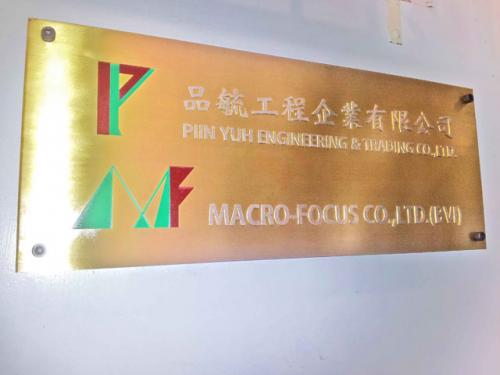 品毓工程企業有限公司
PIIN YUH ENGINEERING & TRADING CO.,LTD.
MACRO-FOCUS CO.,LTD.(BVI)